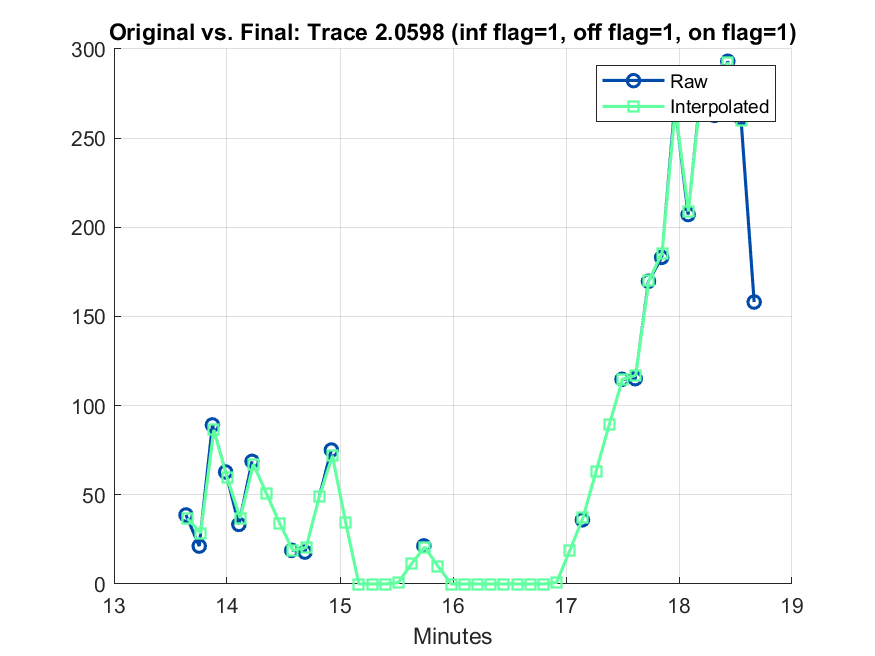 Original vs. Final: Trace 2.0598 (inf flag=1, off flag=1, on flag=1)
300
250
200
150
100
50
0
Raw
Interpolated
13 14 15 16 17 18 19
Minutes